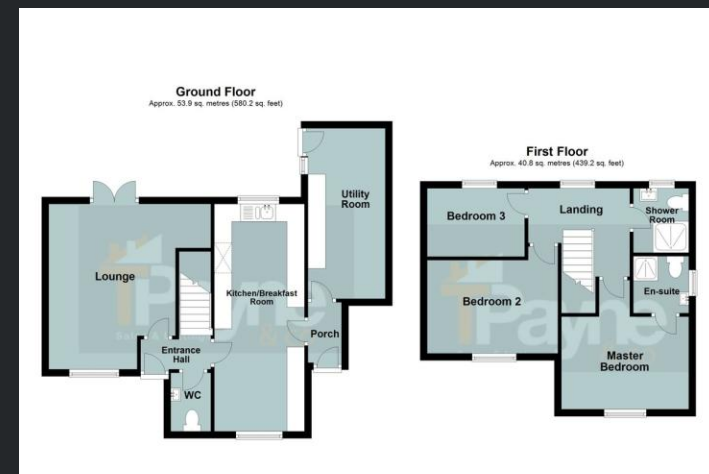 Ground Floor
Approx. 53.9 sq. metres (580.2 sq. feet)
Utility
Room
Lounge
Kitchen/Breakfast
Room
Porch
Entrance
Hall
WC
Payne
First Floor
Approx. 40.8 sq. metres (439.2 sq. feet)
Bedroom 3
Landing
Shower
Room
En-suite
Bedroom 2
Master
Bedroom
Payne